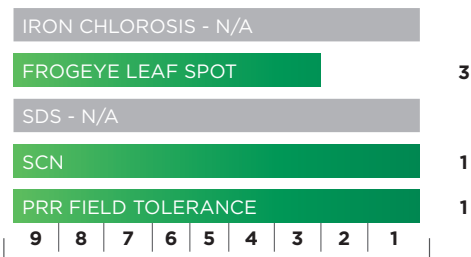 IRON CHLOROSIS - N/A
FROGEYE LEAF SPOT 3
SDS - N/A
SCN 1
PRR FIELD TOLERANCE 1
9 8 7 6 5 4 3 2 1